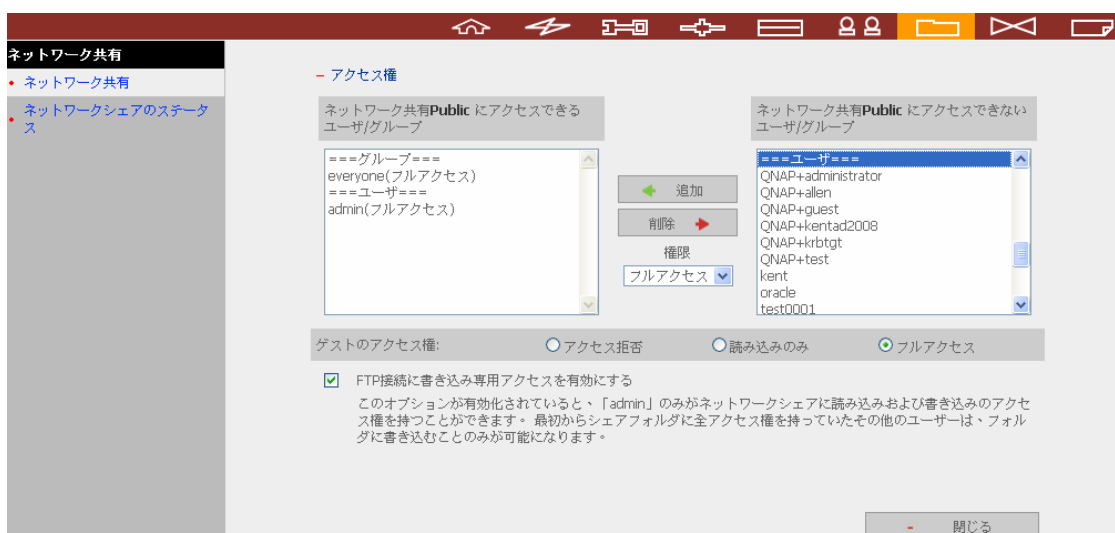 ネットワーク共有
ネットワーク共有
ネットワークシェアのステータ
ス
アクセス権
ネットワーク共有Public にアクセスできる
ユーザ/グループ
===グループ===
everyone(フルアクセス)
===ユーザ===
admin(フルアクセス)
追加
削除
権限
フルアクセス
ネットワーク共有Public にアクセスできない
ユーザ/グループ
===ユーザ===
QNAP+administrator
QNAP+allen
QNAP+guest
QNAP+kentad2008
QNAP+krbtgt
QNAP+test
kent
oracle
test0001
ゲストのアクセス権: アクセス拒否 読み込みのみ フルアクセス
FTP接続に書き込み専用アクセスを有効にする
このオプションが有効化されていると、「admin」のみがネットワークシェアに読み込みおよび書き込みのアクセ
ス権を持つことができます。 最初からシェアフォルダに全アクセス権を持っていたその他のユーザーは、フォル
ダに書き込むことのみが可能になります。
閉じる